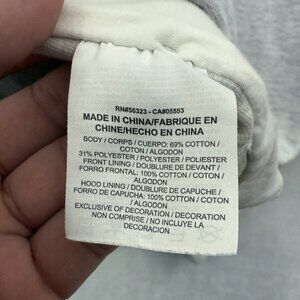 RN#56323 - CA#05553
MADE IN CHINA/FABRIQUE EN
CHINE/HECHO EN CHINA
BODY / CORPS / CUERPO: 69% COTTON /
COTON / ALGODON
31% POLYESTER / POLYESTER / POLIESTER
FRONT LINING / DOUBLURE DE DEVANT /
FORRO FRONTAL: 100% COTTON / COTON /
ALGODON
HOOD LINING / DOUBLURE DE CAPUCHE /
FORRO CAPUCHA: 100% COTTON / COTON /
ALGODON
EXCLUSIVE OF DECORATION / DECORATION
NON COMPRISE / NO INCLUYE LA
DECORACION